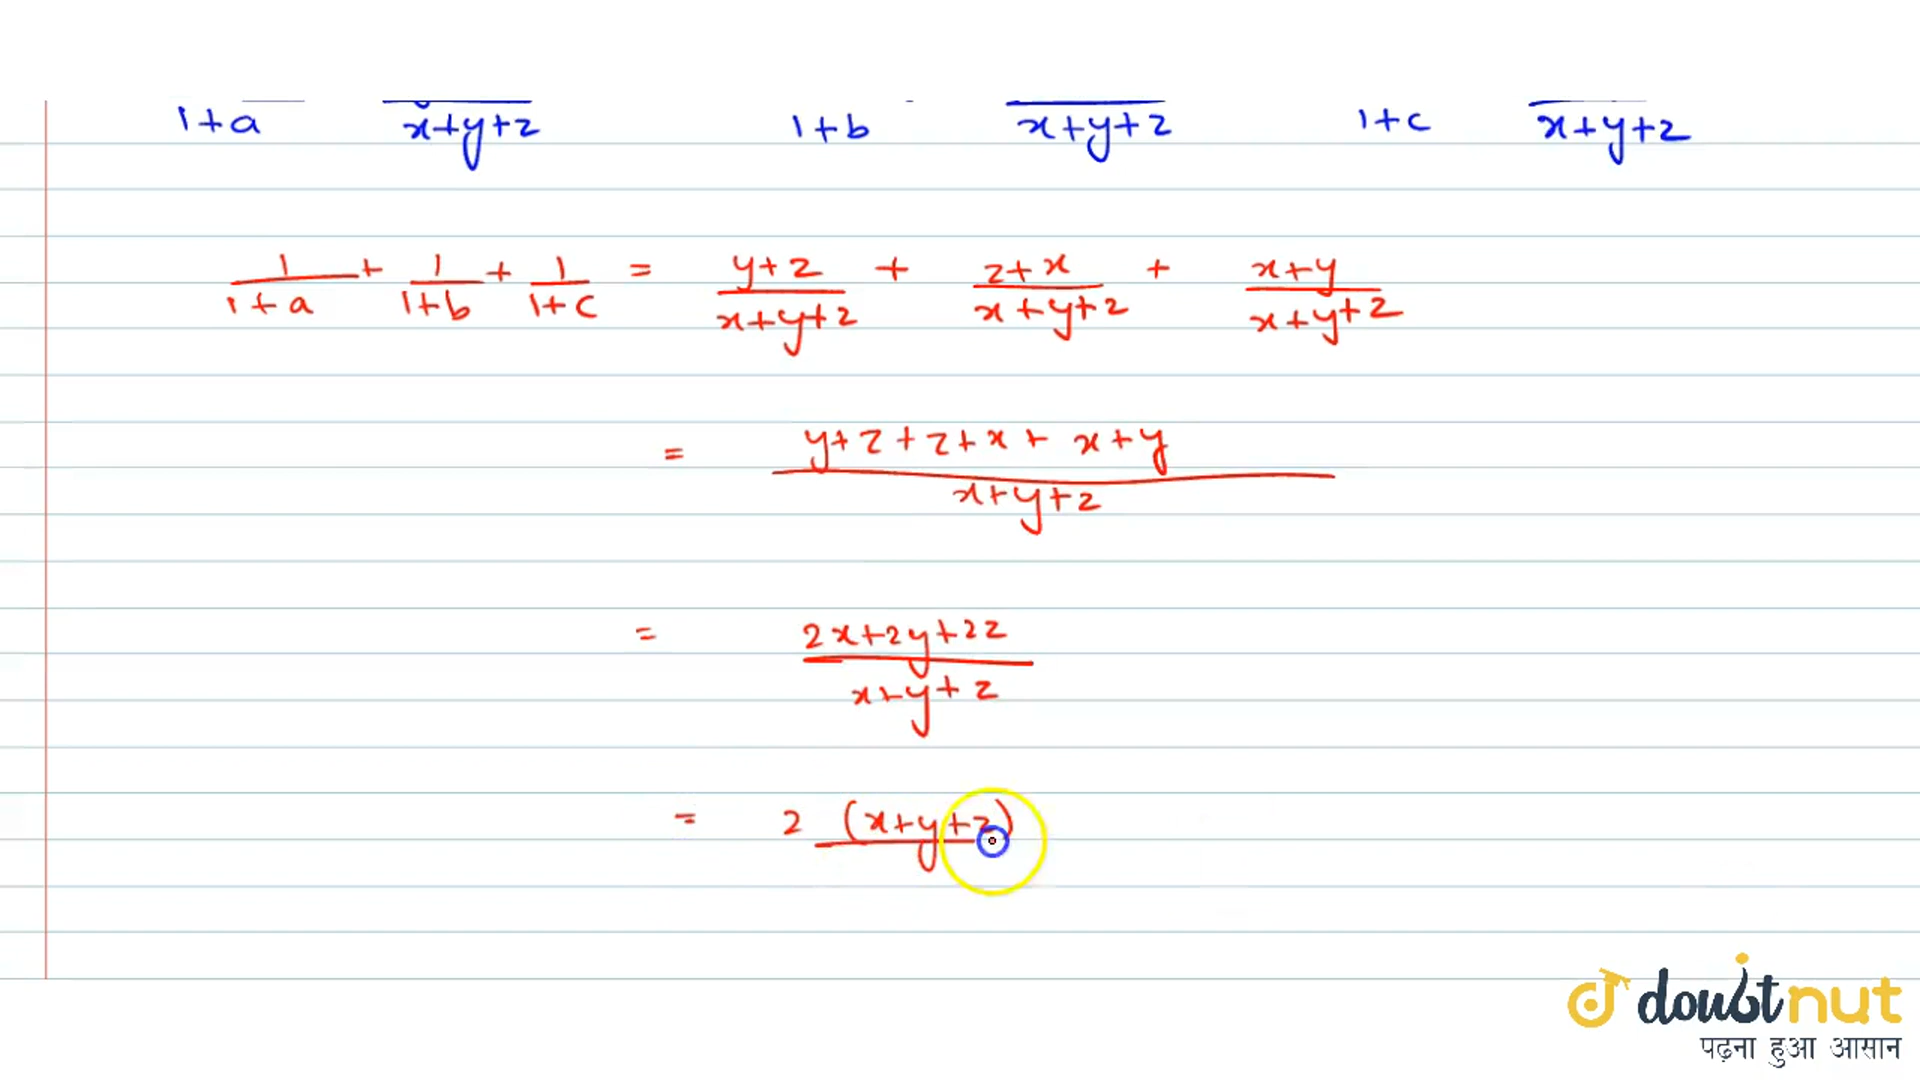 1+a x+y+z 1+b x+y+z 1+c x+y+z
1/(1+a) + 1/(1+b) + 1/(1+c) = (y+z)/(x+y+z) + (z+x)/(x+y+z) + (x+y)/(x+y+z)
= (y+z+z+x+x+y)/(x+y+z)
= (2x+2y+2z)/(x+y+z)
= 2 (x+y+z)
doubtnut
पढ़ना हुआ आसान